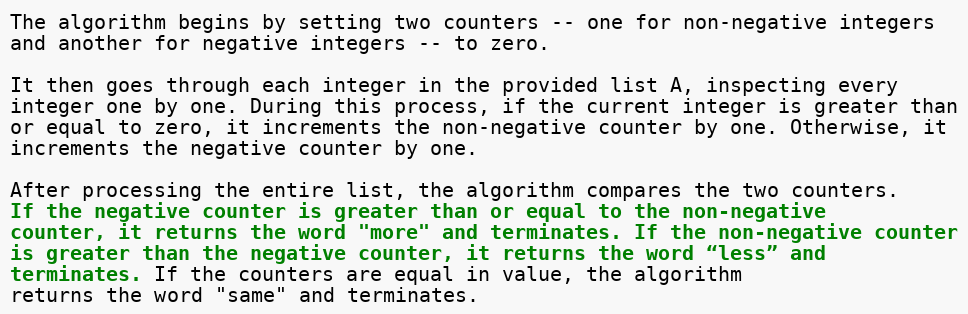 The algorithm begins by setting two counters -- one for non-negative integers
and another for negative integers -- to zero.
It then goes through each integer in the provided list A, inspecting every
integer one by one. During this process, if the current integer is greater than
or equal to zero, it increments the non-negative counter by one. Otherwise, it
increments the negative counter by one.
After processing the entire list, the algorithm compares the two counters.
If the negative counter is greater than or equal to the non-negative
counter, it returns the word "more" and terminates. If the non-negative counter
is greater than the negative counter, it returns the word “less” and
terminates. If the counters are equal in value, the algorithm
returns the word "same" and terminates.